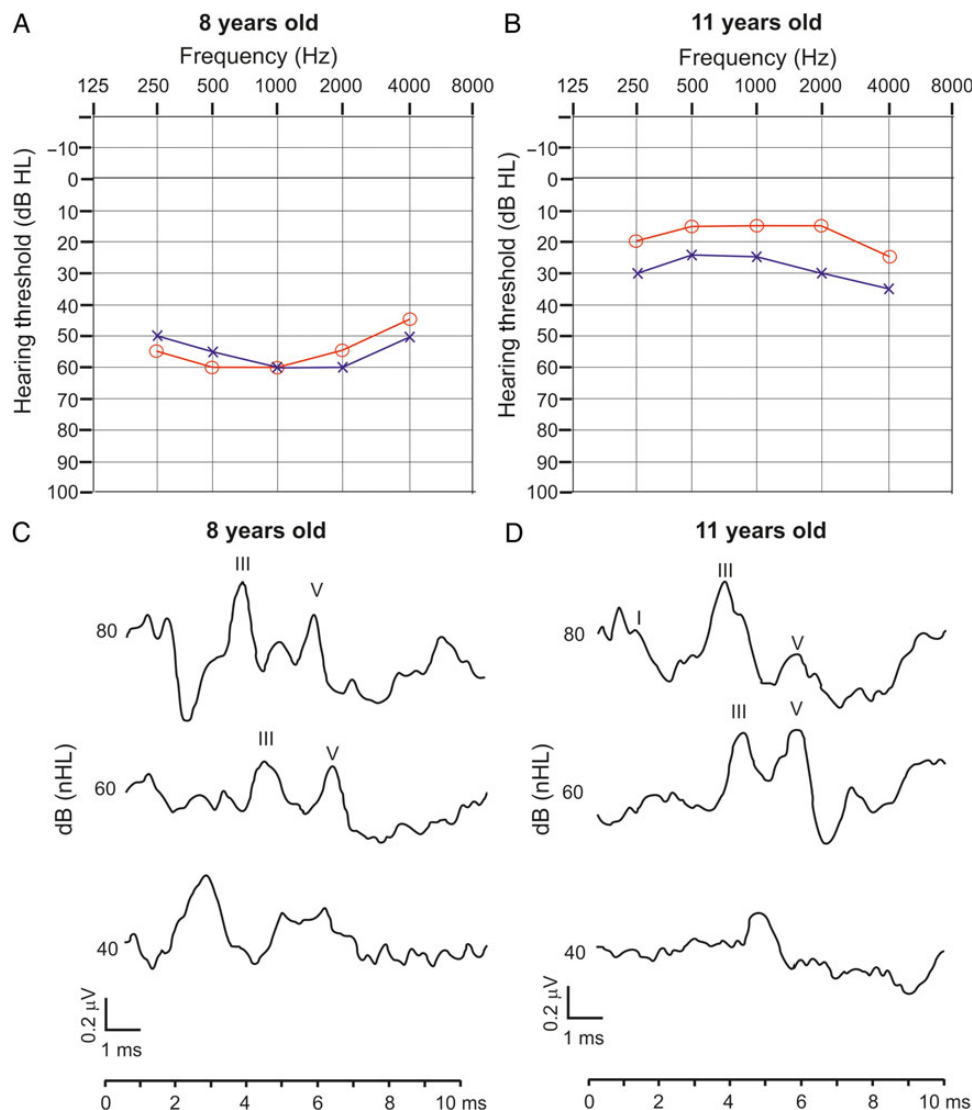 A 8 years old
Frequency (Hz)
125 250 500 1000 2000 4000 8000
Hearing threshold (dB HL)
−10
0
10
20
30
40
50
60
70
80
90
100
B 11 years old
Frequency (Hz)
125 250 500 1000 2000 4000 8000
Hearing threshold (dB HL)
−10
0
10
20
30
40
50
60
70
80
90
100
C 8 years old
III
V
80
III
V
60
dB (nHL)
40
0.2 µV
1 ms
0 2 4 6 8 10 ms
D 11 years old
III
I
V
80
III
V
60
dB (nHL)
40
0.2 µV
1 ms
0 2 4 6 8 10 ms